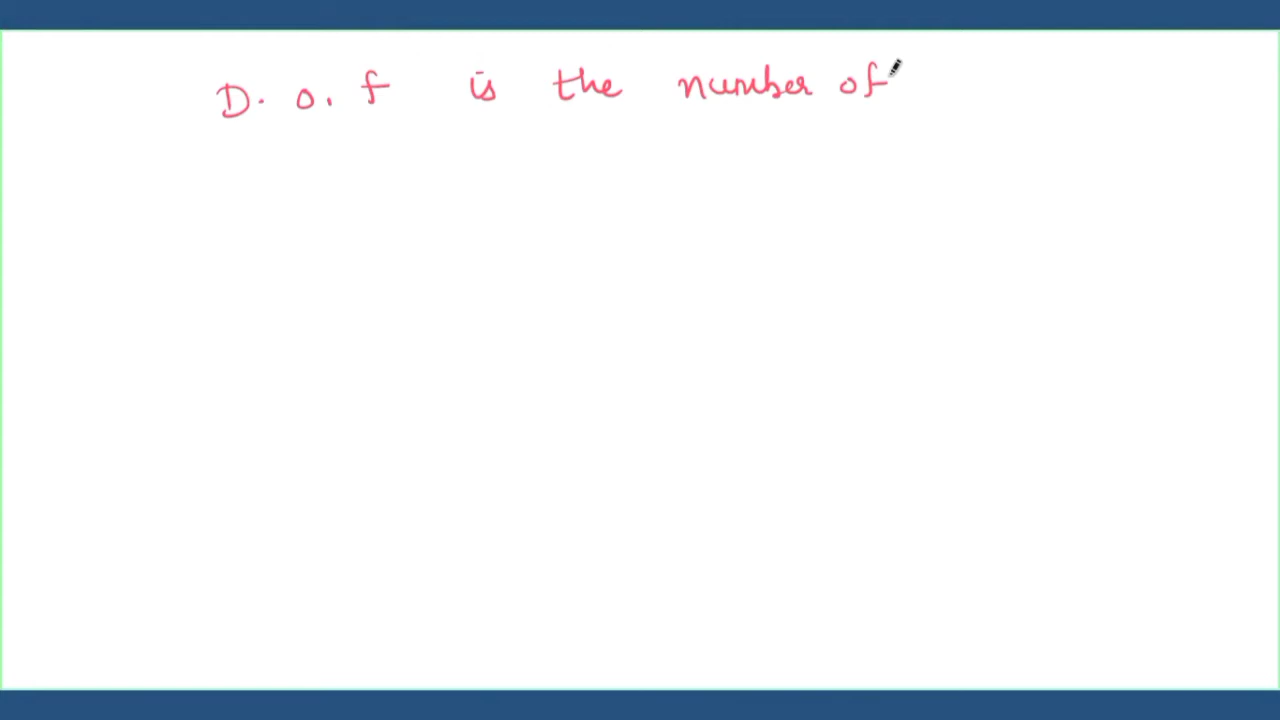 D. o. f is the number of